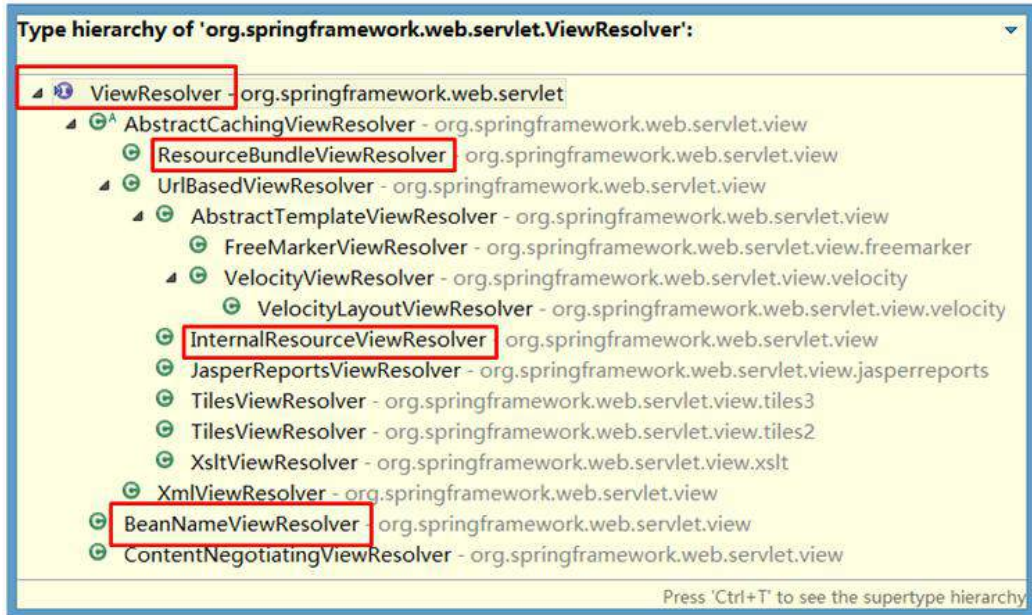 Type hierarchy of 'org.springframework.web.servlet.ViewResolver':
ViewResolver - org.springframework.web.servlet
AbstractCachingViewResolver - org.springframework.web.servlet.view
ResourceBundleViewResolver - org.springframework.web.servlet.view
UrlBasedViewResolver - org.springframework.web.servlet.view
AbstractTemplateViewResolver - org.springframework.web.servlet.view
FreeMarkerViewResolver - org.springframework.web.servlet.view.freemarker
VelocityViewResolver - org.springframework.web.servlet.view.velocity
VelocityLayoutViewResolver - org.springframework.web.servlet.view.velocity
InternalResourceViewResolver - org.springframework.web.servlet.view
JasperReportsViewResolver - org.springframework.web.servlet.view.jasperreports
TilesViewResolver - org.springframework.web.servlet.view.tiles3
TilesViewResolver - org.springframework.web.servlet.view.tiles2
XsltViewResolver - org.springframework.web.servlet.view.xslt
XmlViewResolver - org.springframework.web.servlet.view
BeanNameViewResolver - org.springframework.web.servlet.view
ContentNegotiatingViewResolver - org.springframework.web.servlet.view
Press 'Ctrl+T' to see the supertype hierarchy